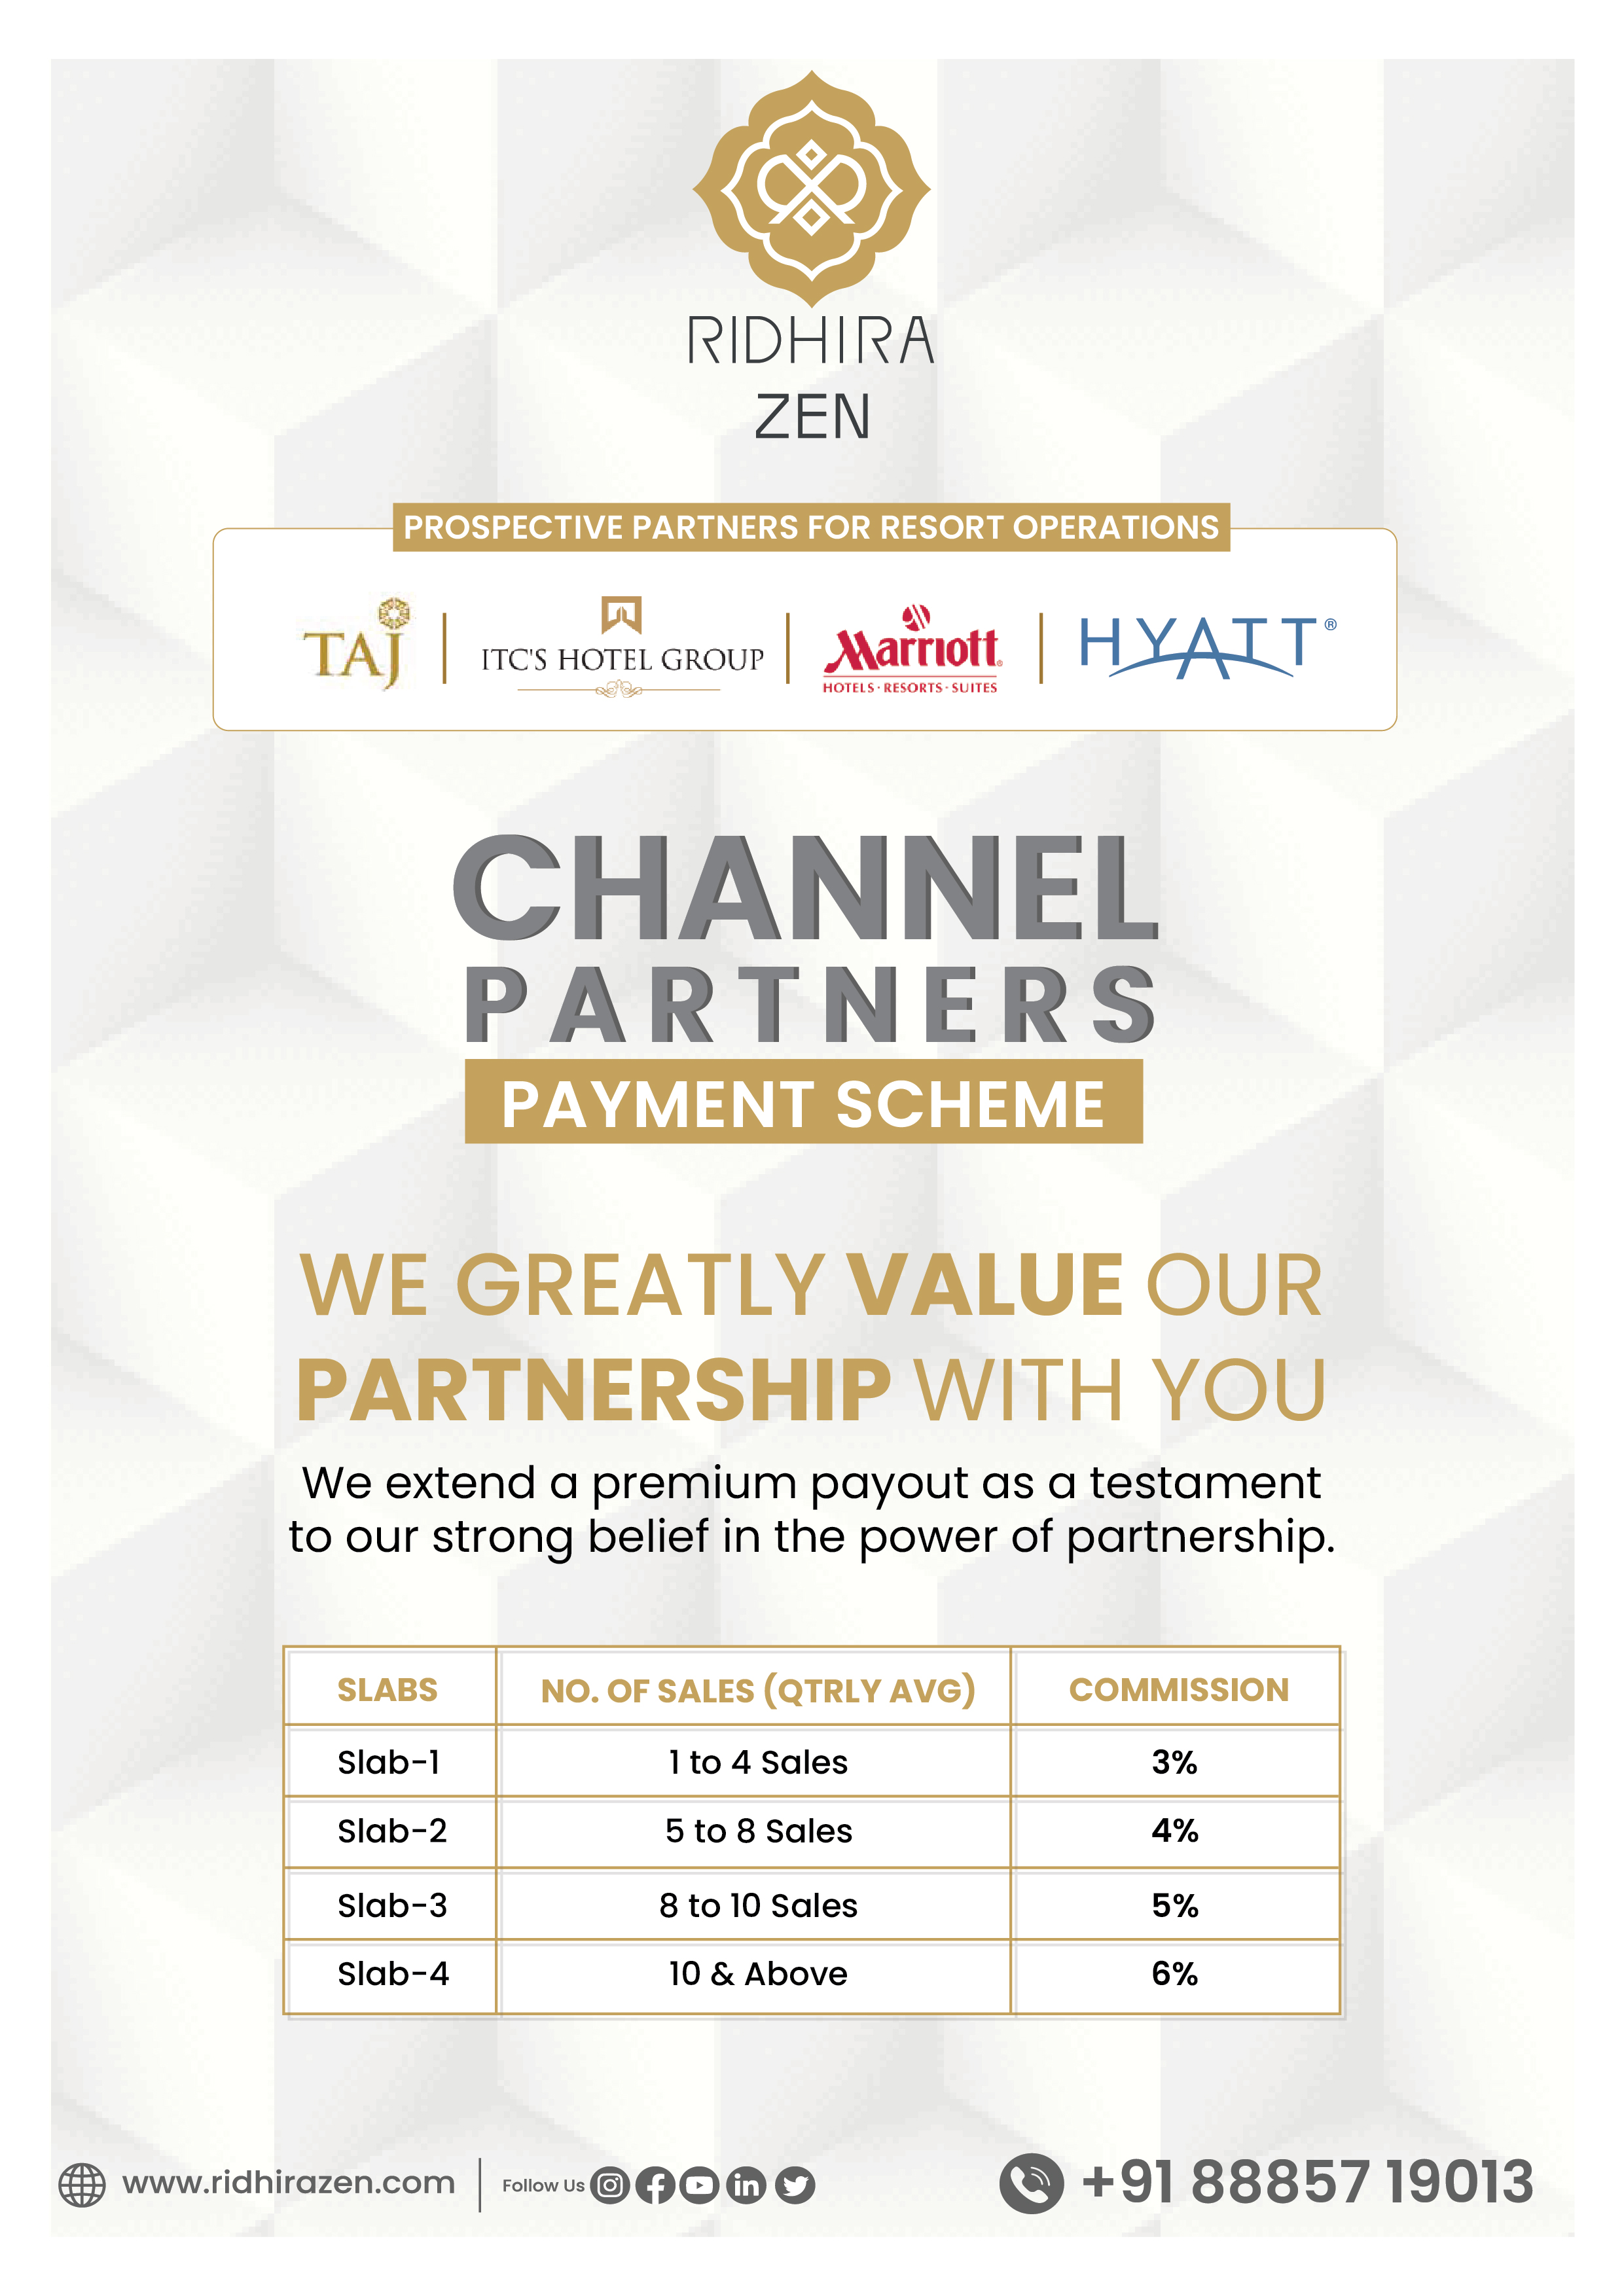 RIDHIRA
ZEN
PROSPECTIVE PARTNERS FOR RESORT OPERATIONS
TAJ
ITC'S HOTEL GROUP
Marriott
HOTELS · RESORTS · SUITES
HYATT®
CHANNEL
PARTNERS
PAYMENT SCHEME
WE GREATLY VALUE OUR
PARTNERSHIP WITH YOU
We extend a premium payout as a testament
to our strong belief in the power of partnership.
SLABS NO. OF SALES (QTRLY AVG) COMMISSION
Slab-1 1 to 4 Sales 3%
Slab-2 5 to 8 Sales 4%
Slab-3 8 to 10 Sales 5%
Slab-4 10 & Above 6%
www.ridhirazen.com Follow Us +91 88857 19013